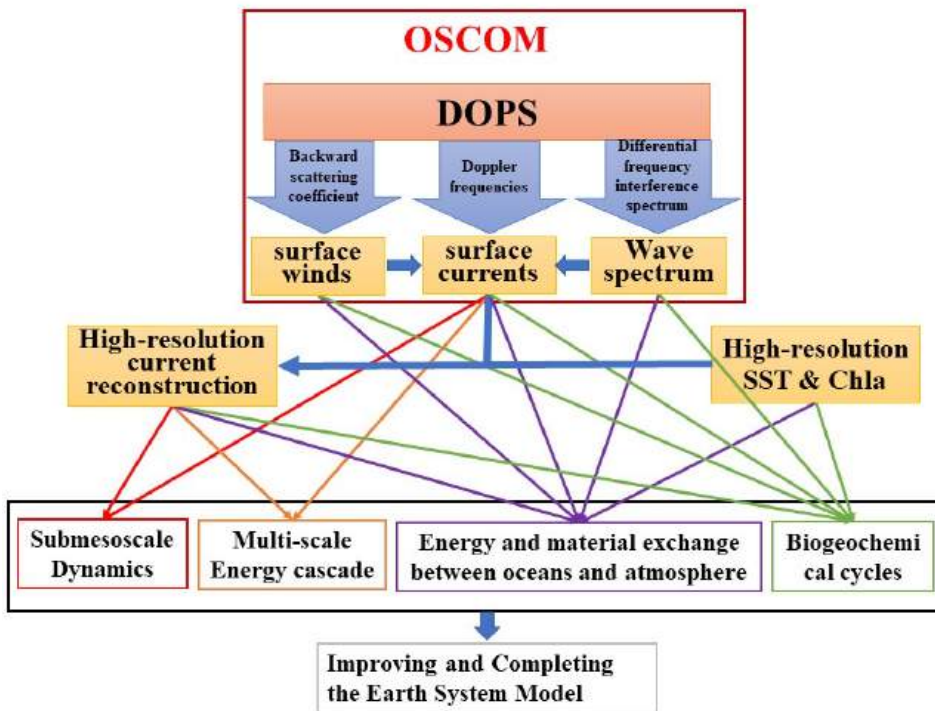 OSCOM
DOPS
Backward
scattering
coefficient
Doppler
frequencies
Differential
frequency
interference
spectrum
surface
winds
surface
currents
Wave
spectrum
High-resolution
current
reconstruction
High-resolution
SST & Chla
Submesoscale
Dynamics
Multi-scale
Energy cascade
Energy and material exchange
between oceans and atmosphere
Biogeochemi
cal cycles
Improving and Completing
the Earth System Model